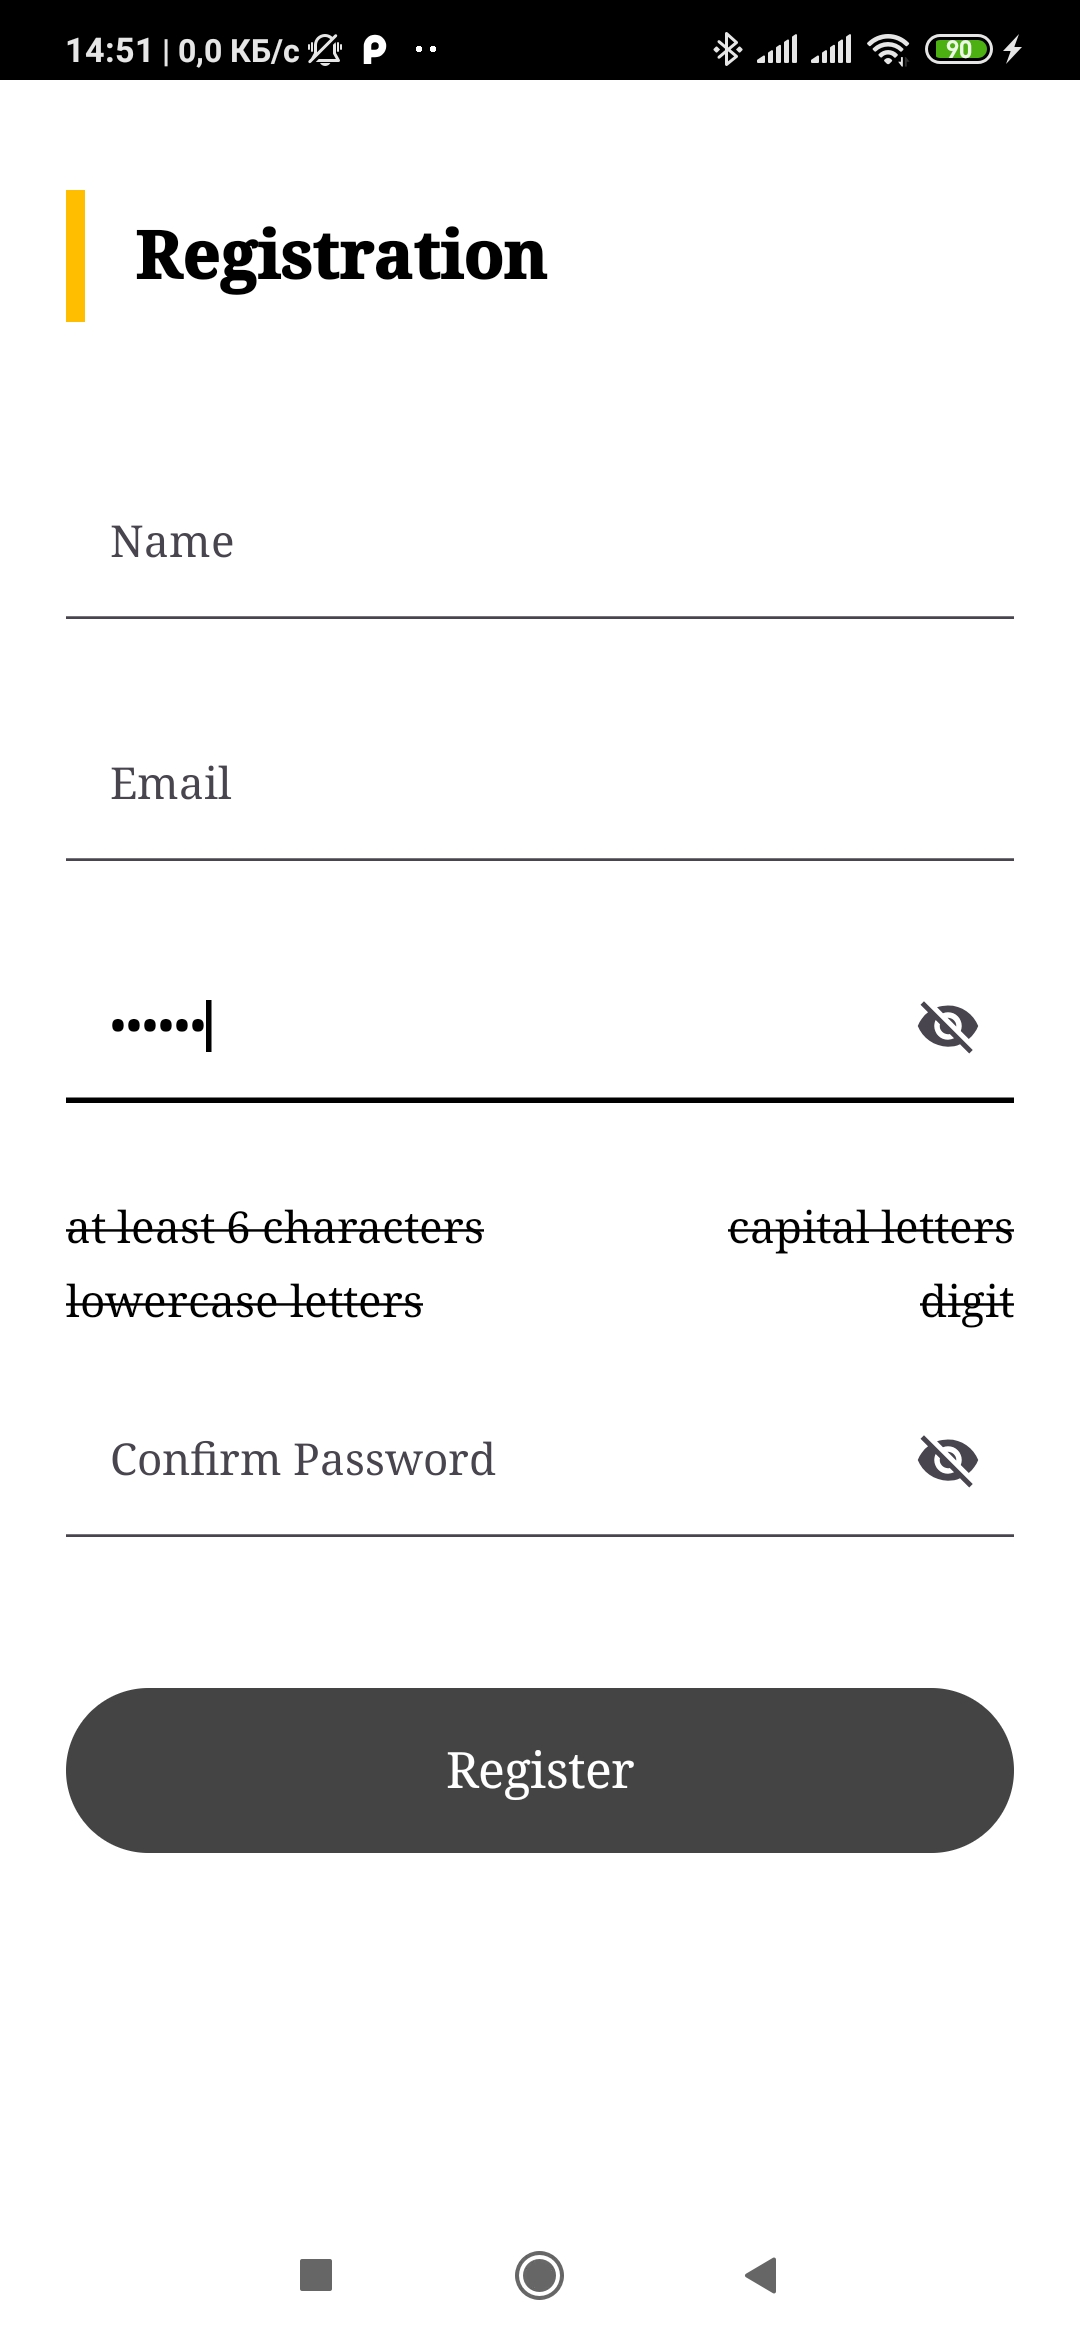 14:51 | 0,0 КБ/с
90
Registration
Name
Email
••••••
at least 6 characters capital letters
lowercase letters digit
Confirm Password
Register